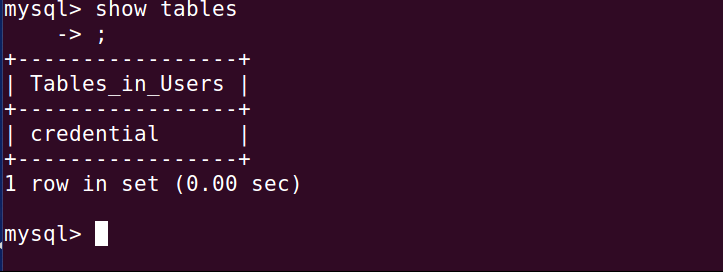 mysql> show tables
    -> ;
+-----------------+
| Tables_in_Users |
+-----------------+
| credential      |
+-----------------+
1 row in set (0.00 sec)

mysql>